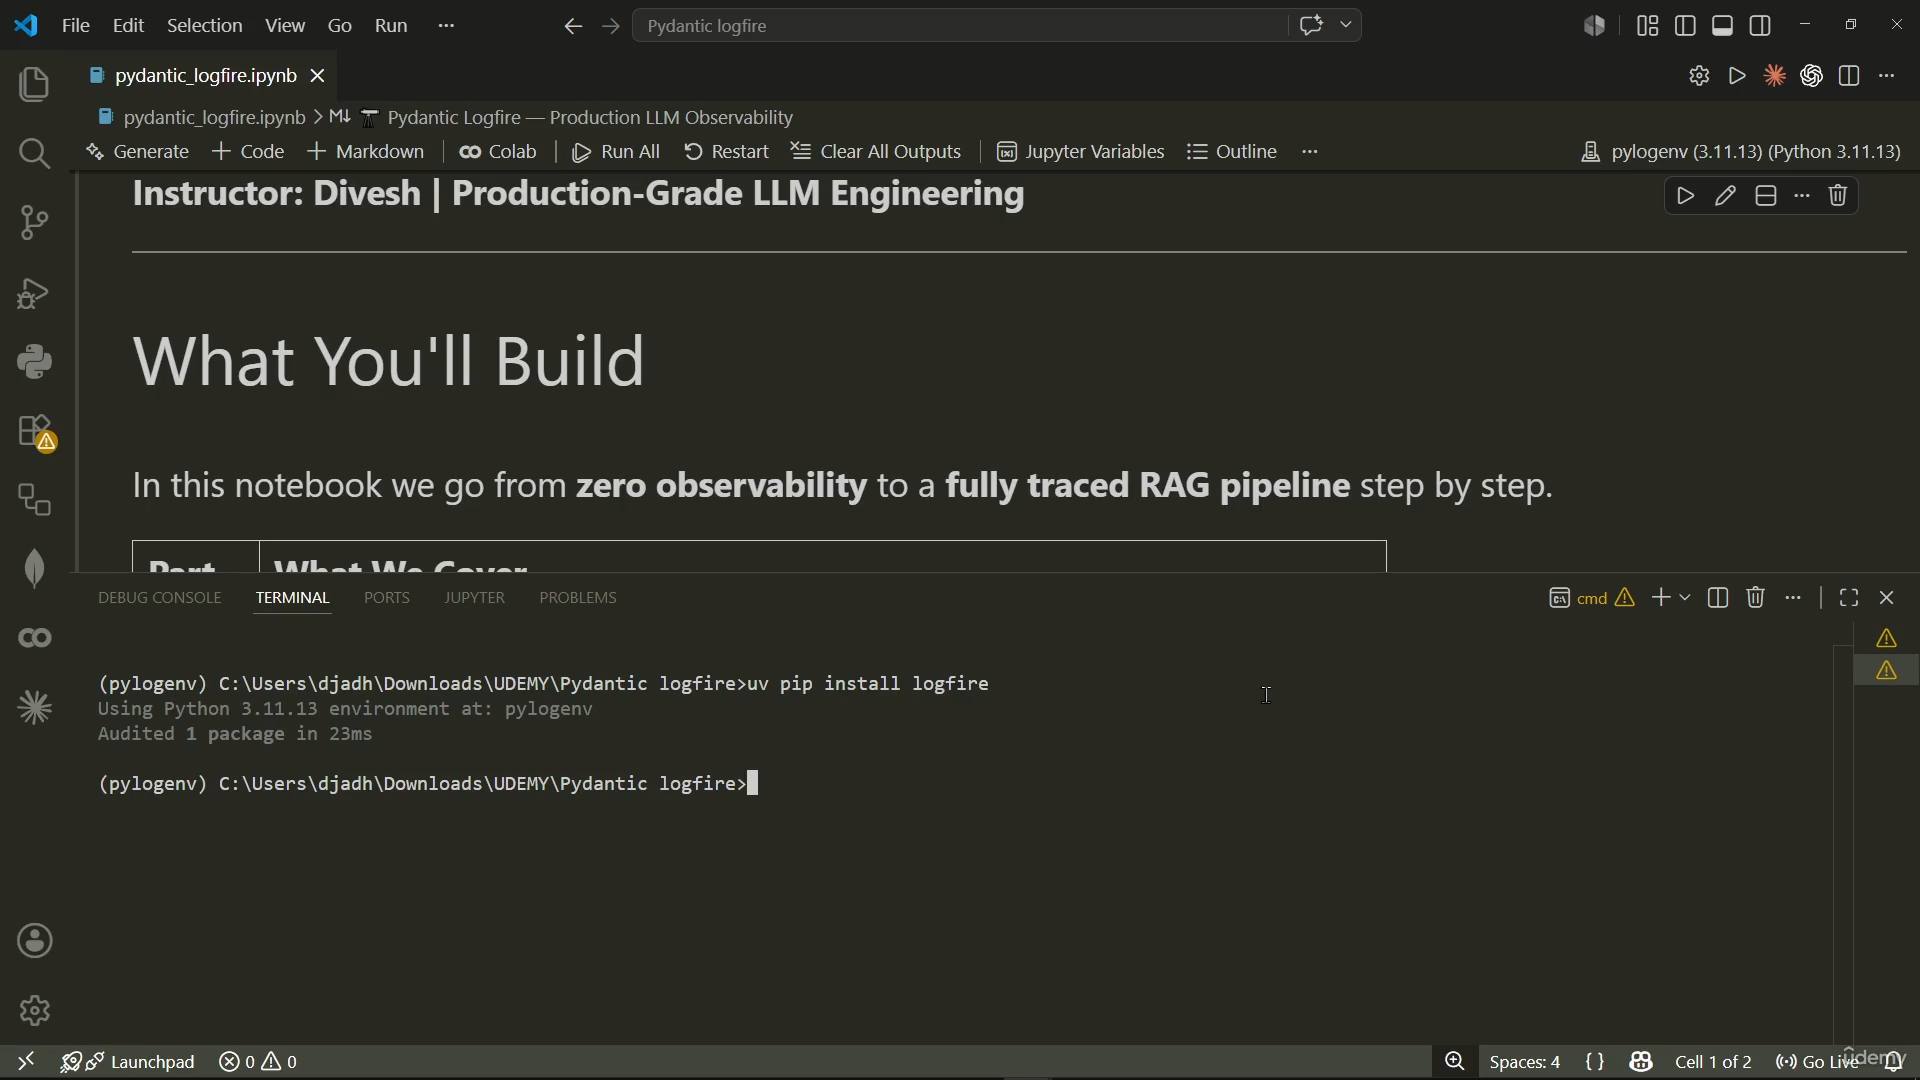 File Edit Selection View Go Run ···
Pydantic logfire
pydantic_logfire.ipynb
pydantic_logfire.ipynb > M↓ Pydantic Logfire — Production LLM Observability
Generate + Code + Markdown Colab Run All Restart Clear All Outputs Jupyter Variables Outline ··· pylogenv (3.11.13) (Python 3.11.13)
Instructor: Divesh | Production-Grade LLM Engineering
What You'll Build
In this notebook we go from zero observability to a fully traced RAG pipeline step by step.
Part What We Cover
DEBUG CONSOLE TERMINAL PORTS JUPYTER PROBLEMS cmd
(pylogenv) C:\Users\djadh\Downloads\UDEMY\Pydantic logfire>uv pip install logfire
Using Python 3.11.13 environment at: pylogenv
Audited 1 package in 23ms
(pylogenv) C:\Users\djadh\Downloads\UDEMY\Pydantic logfire>
Launchpad 0 0 Spaces: 4 { } Cell 1 of 2 Go Live
udemy